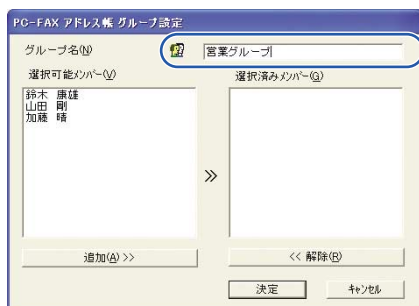 PC-FAX アドレス帳 グループ設定
グループ名(N)
営業グループ
選択可能メンバー(V)
選択済みメンバー(G)
鈴木 康雄
山田 剛
加藤 晴
追加(A) >>
<< 解除(R)
決定
キャンセル